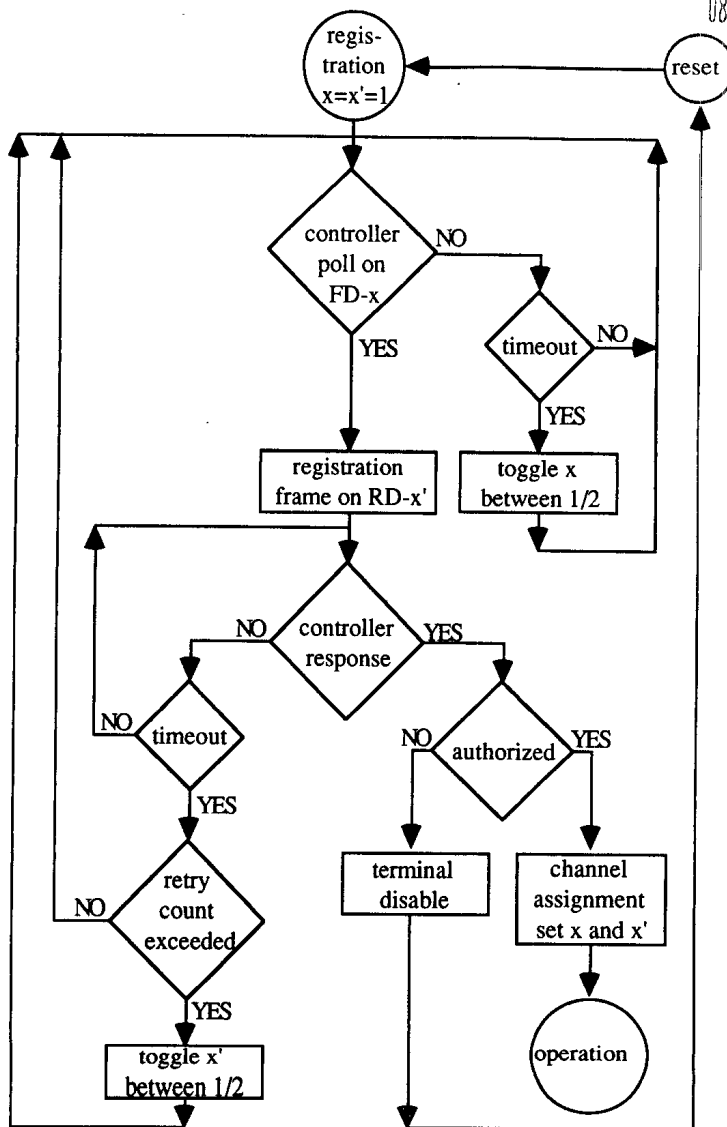 08
regis-
tration
x=x'=1
reset
controller
poll on
FD-x
NO
YES
timeout
NO
YES
registration
frame on RD-x'
toggle x
between 1/2
NO
controller
response
YES
NO
timeout
YES
NO
authorized
YES
retry
count
exceeded
NO
YES
terminal
disable
channel
assignment
set x and x'
toggle x'
between 1/2
operation